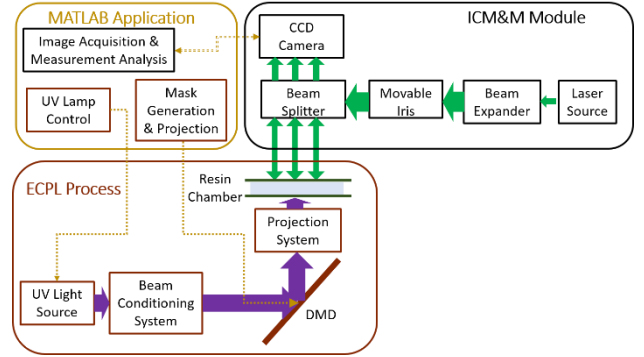 MATLAB Application
Image Acquisition &
Measurement Analysis
UV Lamp
Control
Mask
Generation
& Projection
ICM&M Module
CCD
Camera
Beam
Splitter
Movable
Iris
Beam
Expander
Laser
Source
ECPL Process
Resin
Chamber
Projection
System
UV Light
Source
Beam
Conditioning
System
DMD